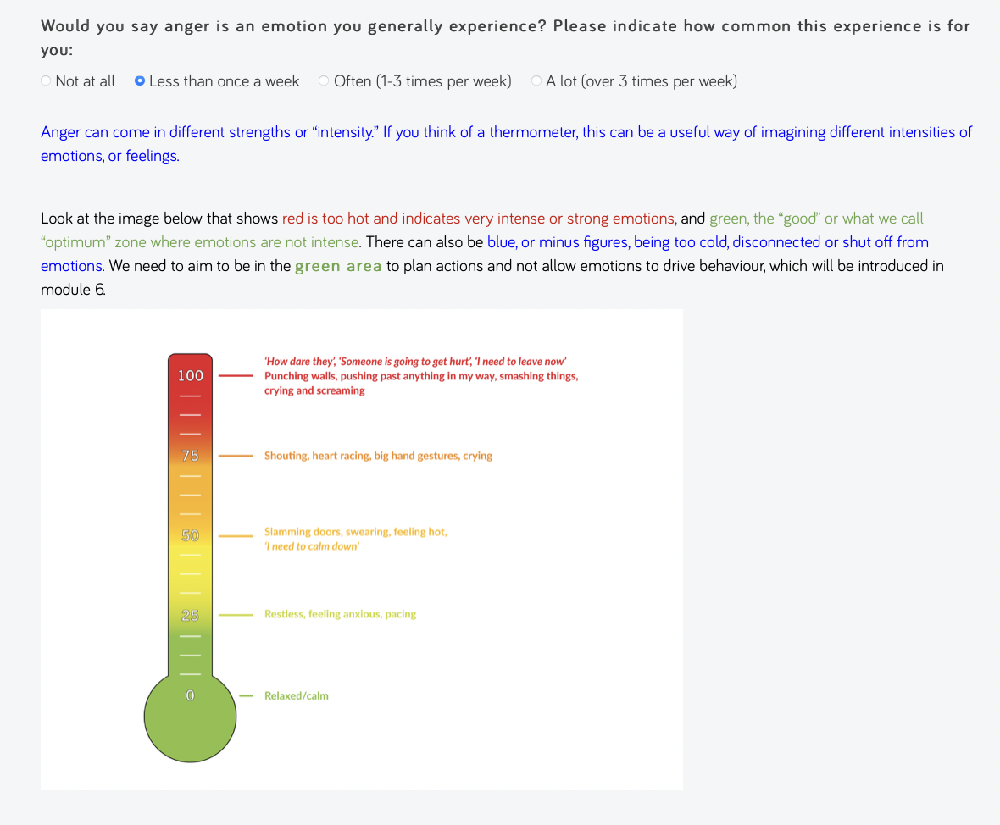 Would you say anger is an emotion you generally experience? Please indicate how common this experience is for
you:
Not at all Less than once a week Often (1-3 times per week) A lot (over 3 times per week)
Anger can come in different strengths or “intensity.” If you think of a thermometer, this can be a useful way of imagining different intensities of
emotions, or feelings.
Look at the image below that shows red is too hot and indicates very intense or strong emotions, and green, the “good” or what we call
“optimum” zone where emotions are not intense. There can also be blue, or minus figures, being too cold, disconnected or shut off from
emotions. We need to aim to be in the green area to plan actions and not allow emotions to drive behaviour, which will be introduced in
module 6.
‘How dare they’, ‘Someone is going to get hurt’, ‘I need to leave now’
100 Punching walls, pushing past anything in my way, smashing things,
crying and screaming
75 Shouting, heart racing, big hand gestures, crying
50 Slamming doors, swearing, feeling hot,
‘I need to calm down’
25 Restless, feeling anxious, pacing
0 Relaxed/calm